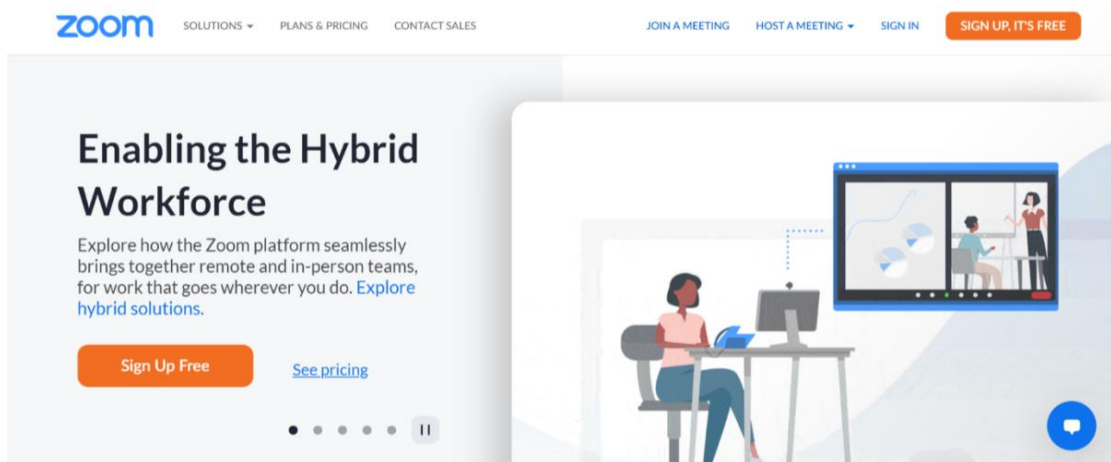 zoom
SOLUTIONS
PLANS & PRICING
CONTACT SALES
JOIN A MEETING
HOST A MEETING
SIGN IN
SIGN UP, IT'S FREE
Enabling the Hybrid
Workforce
Explore how the Zoom platform seamlessly
brings together remote and in-person teams,
for work that goes wherever you do. Explore
hybrid solutions.
Sign Up Free
See pricing